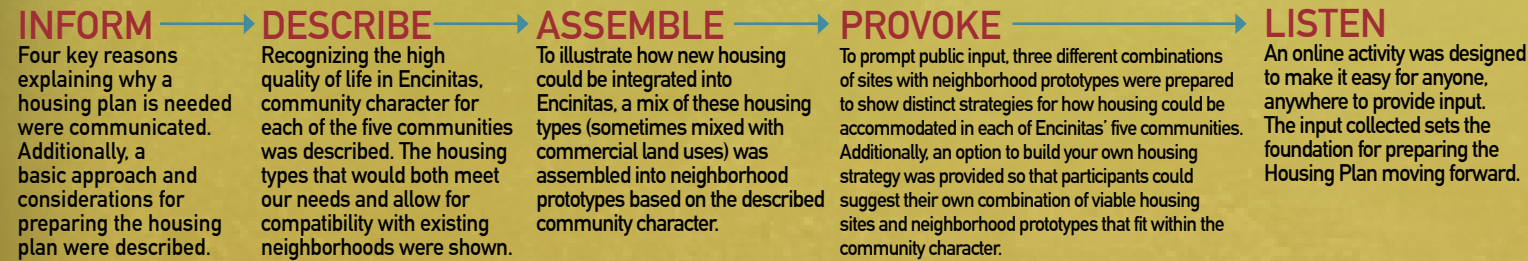 INFORM
Four key reasons
explaining why a
housing plan is needed
were communicated.
Additionally, a
basic approach and
considerations for
preparing the housing
plan were described.
DESCRIBE
Recognizing the high
quality of life in Encinitas,
community character for
each of the five communities
was described. The housing
types that would both meet
our needs and allow for
compatibility with existing
neighborhoods were shown.
ASSEMBLE
To illustrate how new housing
could be integrated into
Encinitas, a mix of these housing
types (sometimes mixed with
commercial land uses) was
assembled into neighborhood
prototypes based on the described
community character.
PROVOKE
To prompt public input, three different combinations
of sites with neighborhood prototypes were prepared
to show distinct strategies for how housing could be
accommodated in each of Encinitas' five communities.
Additionally, an option to build your own housing
strategy was provided so that participants could
suggest their own combination of viable housing
sites and neighborhood prototypes that fit within the
community character.
LISTEN
An online activity was designed
to make it easy for anyone,
anywhere to provide input.
The input collected sets the
foundation for preparing the
Housing Plan moving forward.